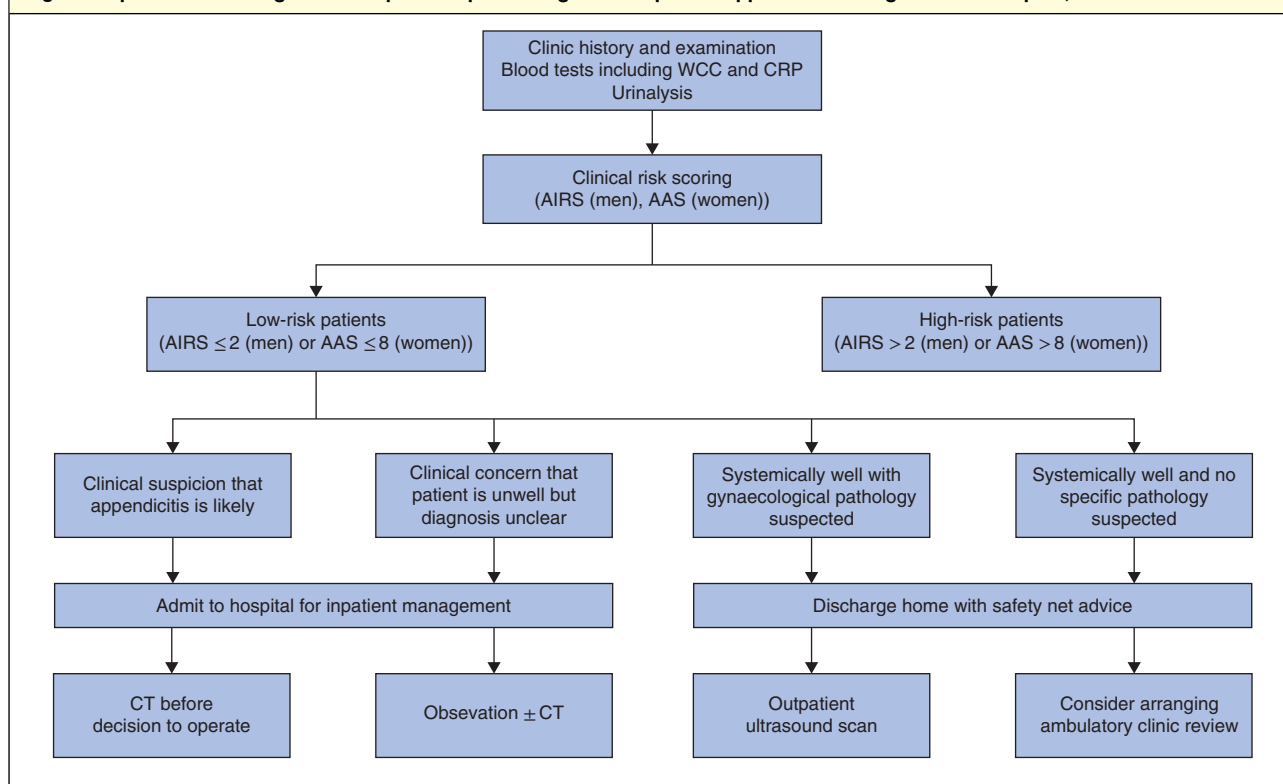 Clinic history and examination
Blood tests including WCC and CRP
Urinalysis
Clinical risk scoring
(AIRS (men), AAS (women))
Low-risk patients
(AIRS ≤ 2 (men) or AAS ≤ 8 (women))
High-risk patients
(AIRS > 2 (men) or AAS > 8 (women))
Clinical suspicion that
appendicitis is likely
Clinical concern that
patient is unwell but
diagnosis unclear
Systemically well with
gynaecological pathology
suspected
Systemically well and no
specific pathology
suspected
Admit to hospital for inpatient management
Discharge home with safety net advice
CT before
decision to operate
Obsevation ± CT
Outpatient
ultrasound scan
Consider arranging
ambulatory clinic review